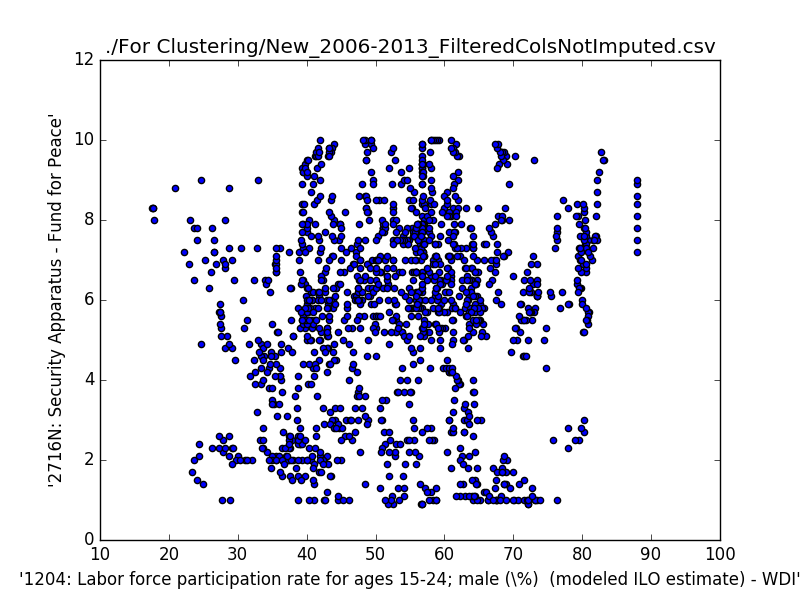 ./For Clustering/New_2006-2013_FilteredColsNotImputed.csv
12
10
8
6
4
2
0
'2716N: Security Apparatus - Fund for Peace'
10 20 30 40 50 60 70 80 90 100
'1204: Labor force participation rate for ages 15-24; male (\%)  (modeled ILO estimate) - WDI'